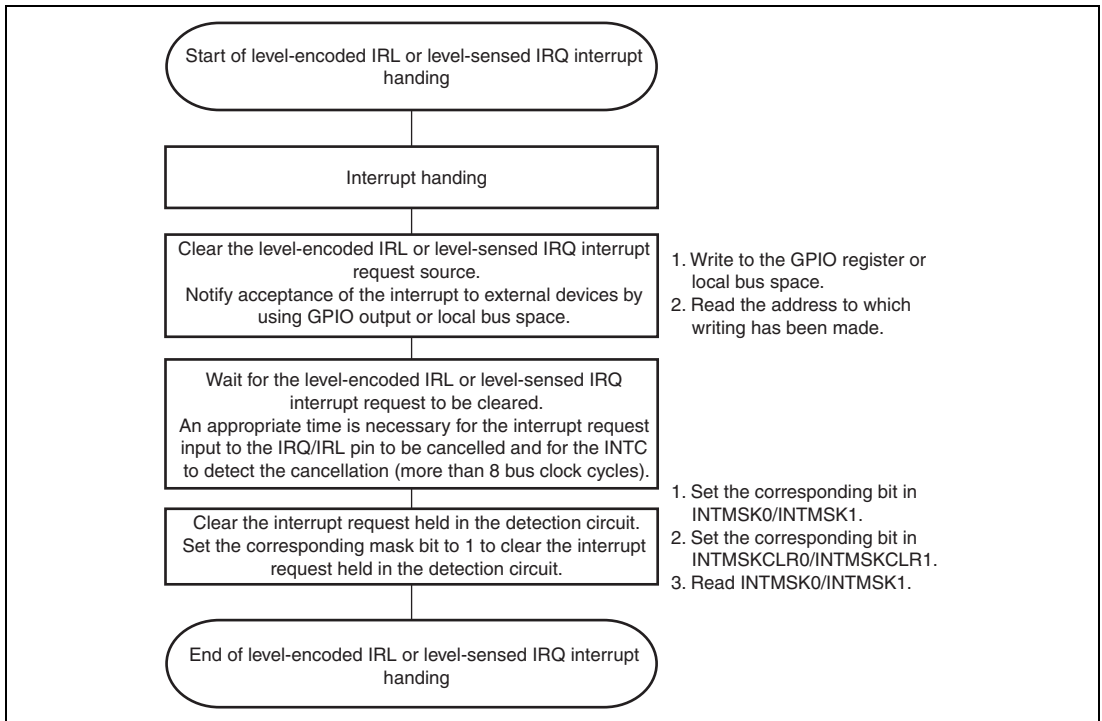 Start of level-encoded IRL or level-sensed IRQ interrupt
handing
Interrupt handing
Clear the level-encoded IRL or level-sensed IRQ interrupt
request source.
Notify acceptance of the interrupt to external devices by
using GPIO output or local bus space.
1. Write to the GPIO register or
local bus space.
2. Read the address to which
writing has been made.
Wait for the level-encoded IRL or level-sensed IRQ
interrupt request to be cleared.
An appropriate time is necessary for the interrupt request
input to the IRQ/IRL pin to be cancelled and for the INTC
to detect the cancellation (more than 8 bus clock cycles).
Clear the interrupt request held in the detection circuit.
Set the corresponding mask bit to 1 to clear the interrupt
request held in the detection circuit.
1. Set the corresponding bit in
INTMSK0/INTMSK1.
2. Set the corresponding bit in
INTMSKCLR0/INTMSKCLR1.
3. Read INTMSK0/INTMSK1.
End of level-encoded IRL or level-sensed IRQ interrupt
handing